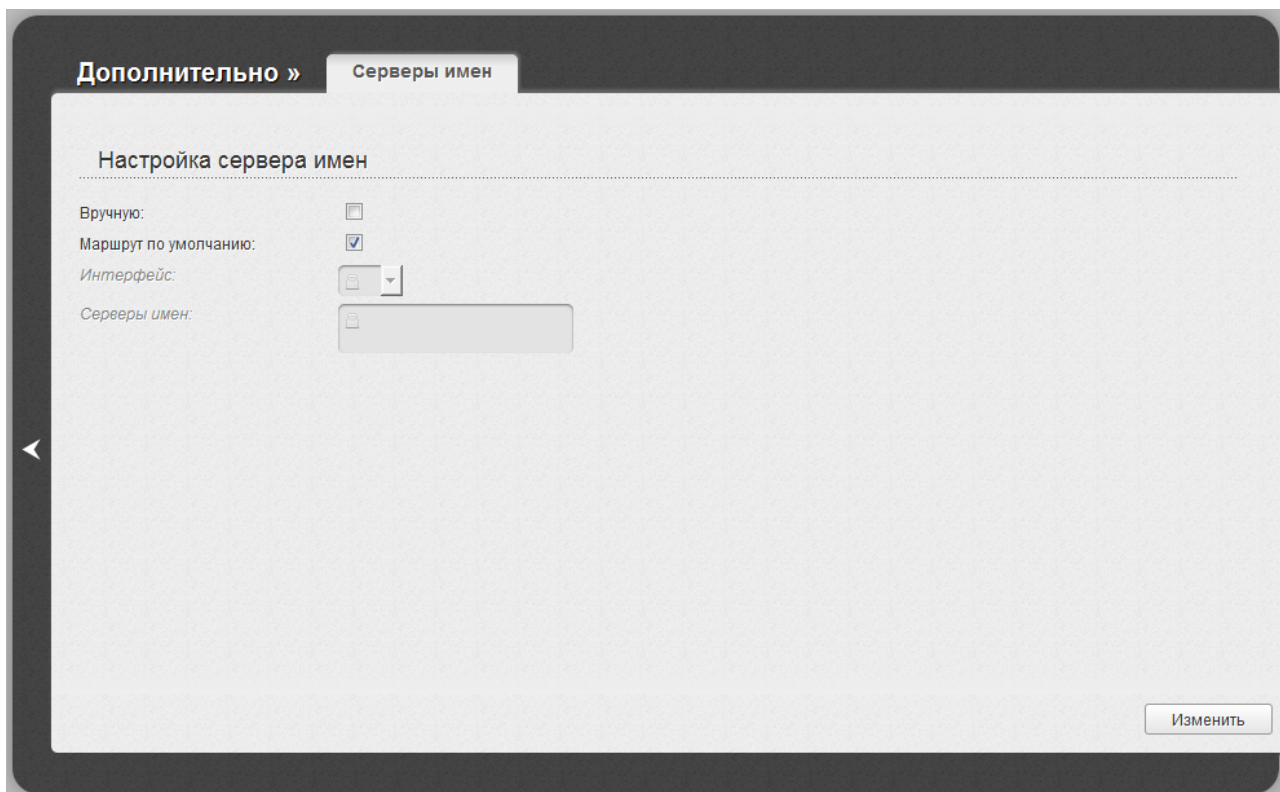 Дополнительно »
Серверы имен
Настройка сервера имен
Вручную:
Маршрут по умолчанию:
Интерфейс:
Серверы имен:
Изменить